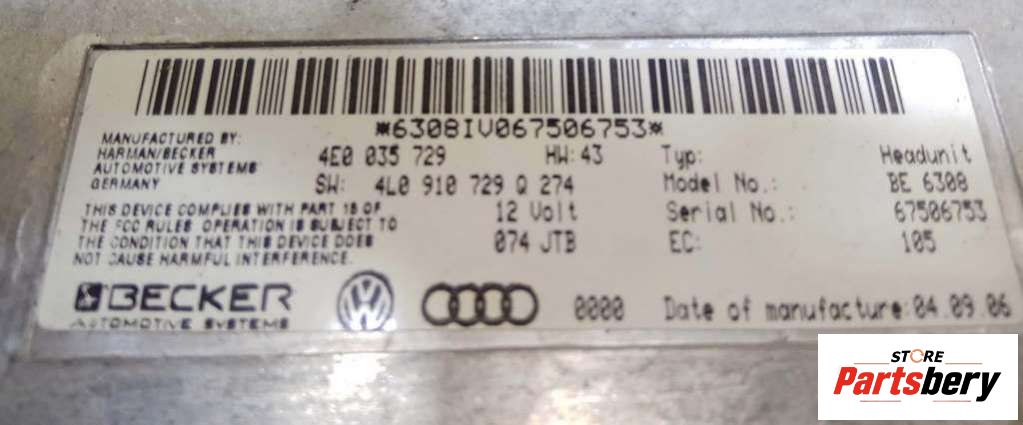 *6308IV067506753*
MANUFACTURED BY:
HARMAN/BECKER
AUTOMOTIVE SYSTEMS
GERMANY
4E0 035 729 HW:43
SW: 4L0 910 729 Q 274
12 Volt
074 JTB
Typ: Headunit
Model No.: BE 6308
Serial No.: 67506753
EC: 105
THIS DEVICE COMPLIES WITH PART 15 OF
THE FCC RULES OPERATION IS SUBJECT TO
THE CONDITION THAT THIS DEVICE DOES
NOT CAUSE HARMFUL INTERFERENCE.
BECKER
AUTOMOTIVE SYSTEMS
0000 Date of manufacture:04.09.06
STORE
Partsbery